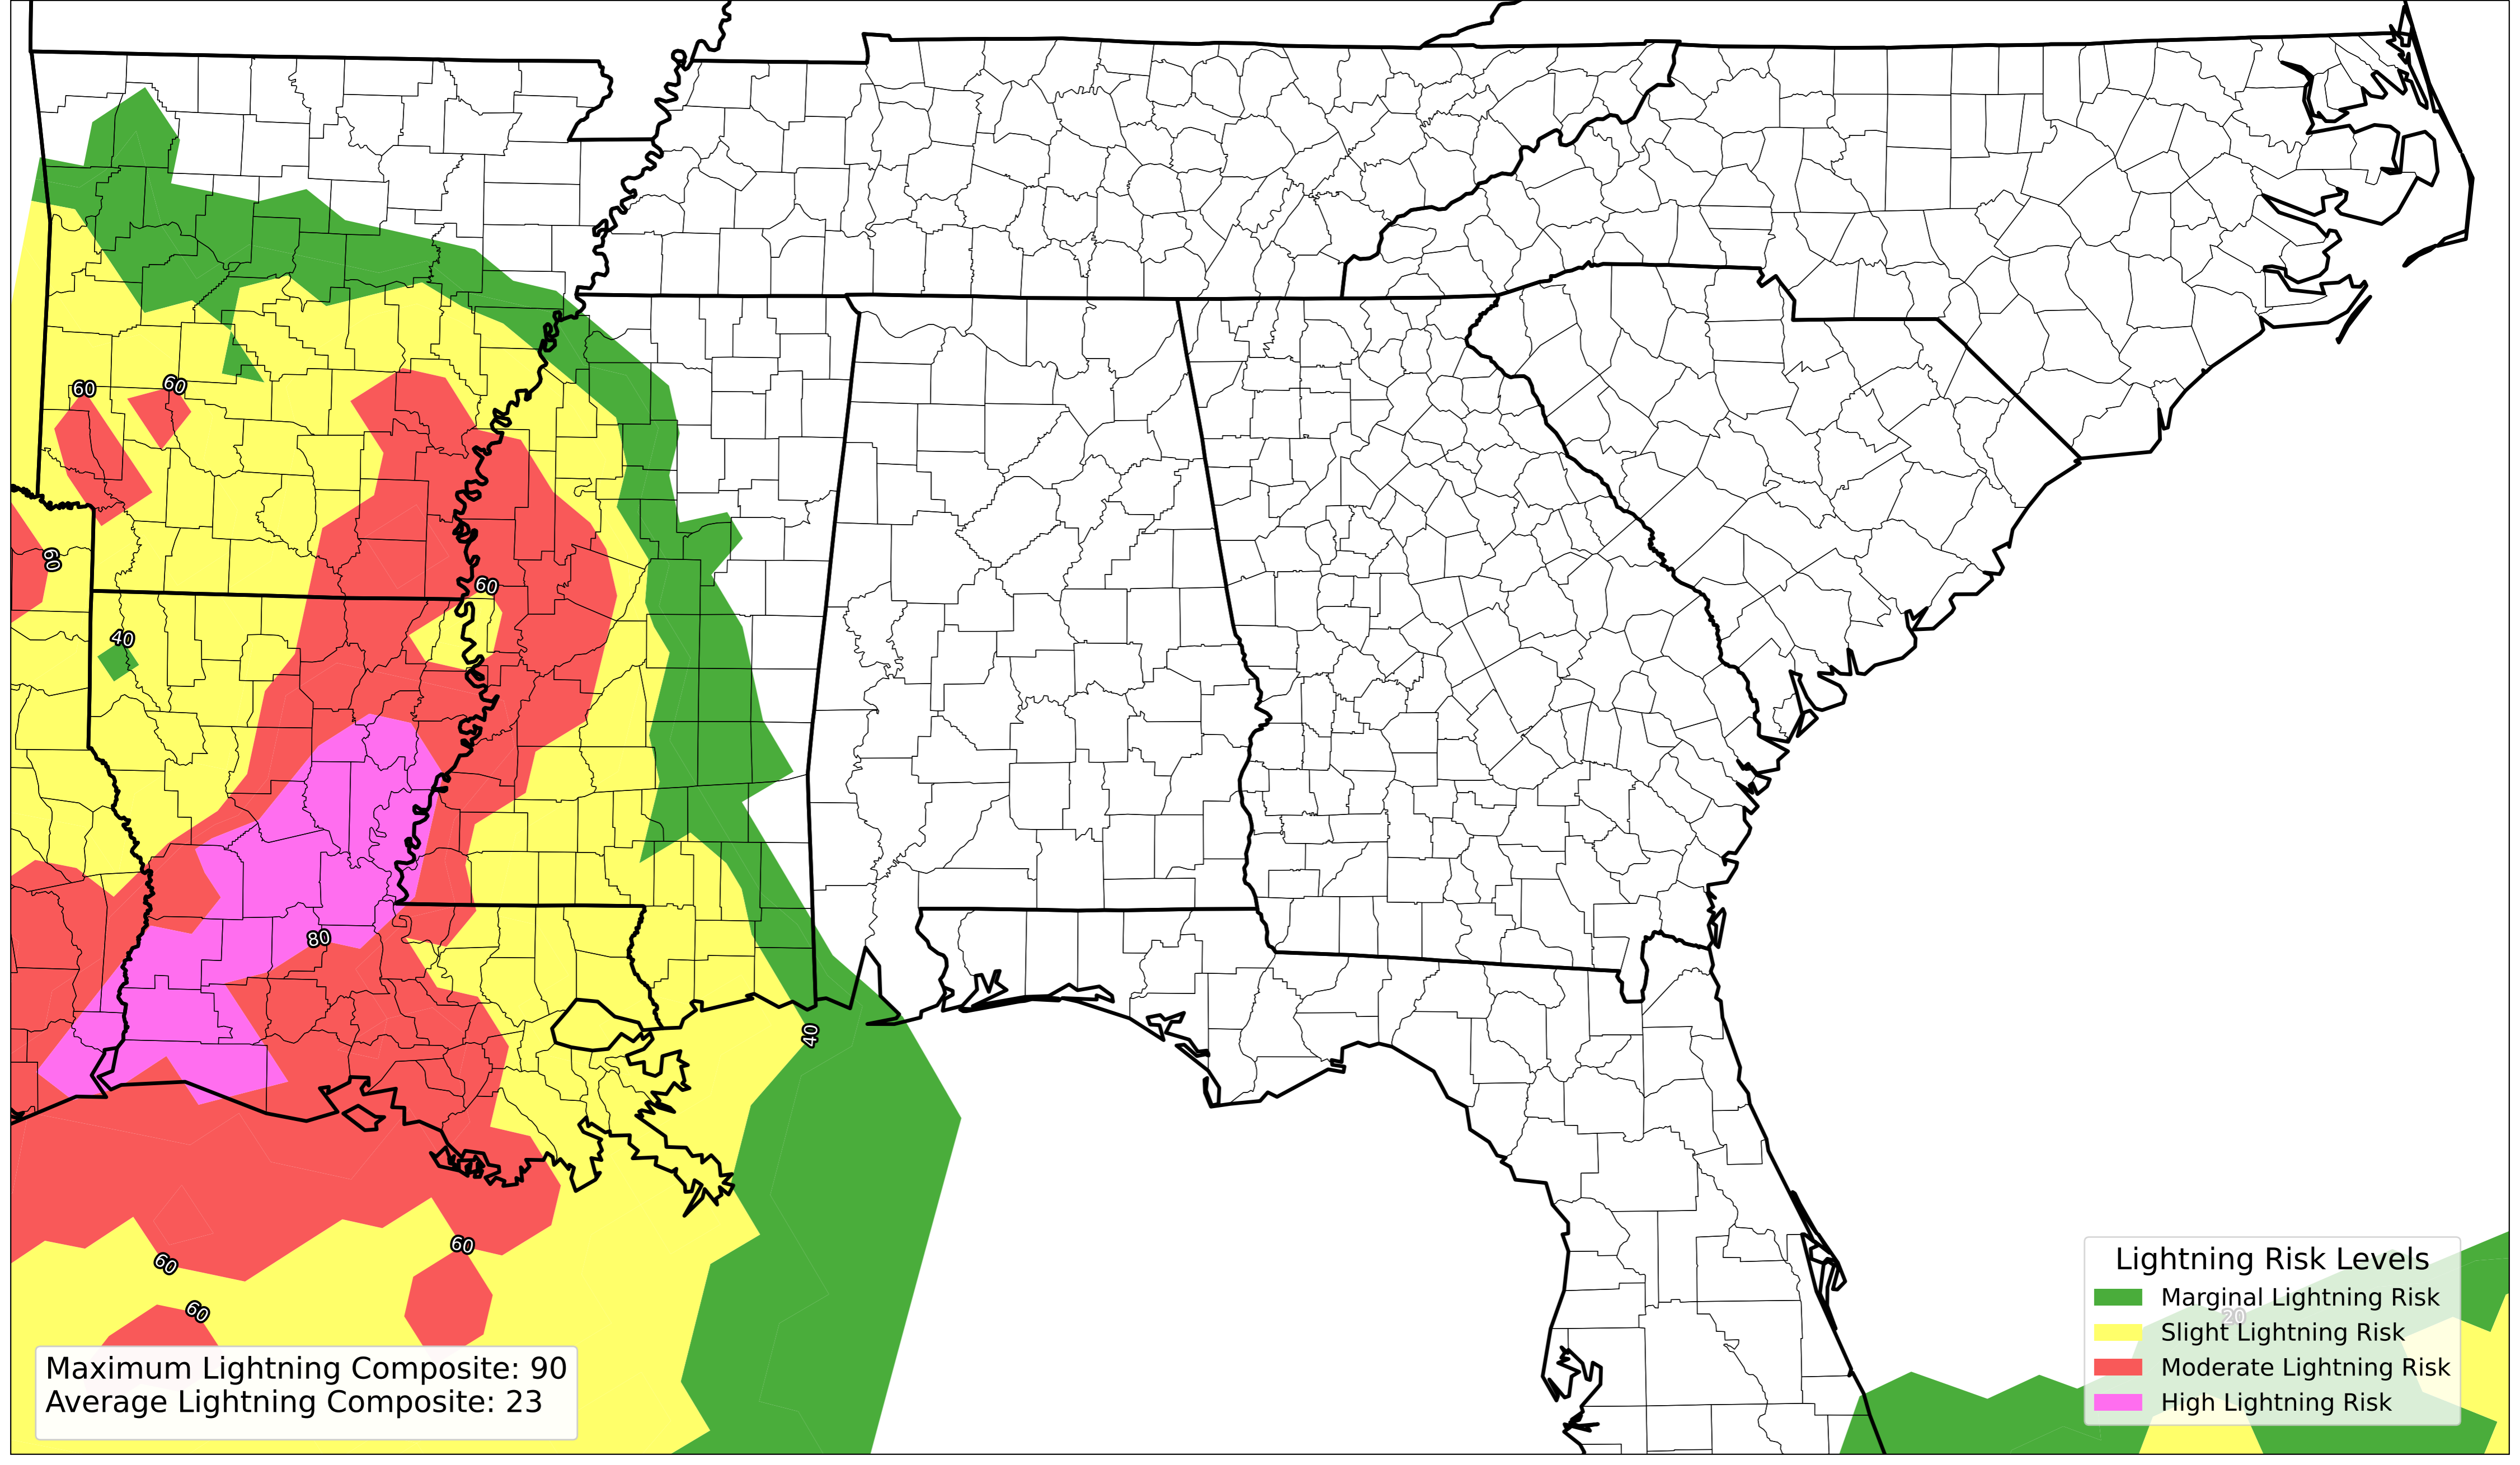 60
60
60
60
40
80
40
60
60
60
Lightning Risk Levels
Marginal Lightning Risk
20
Slight Lightning Risk
Moderate Lightning Risk
High Lightning Risk
Maximum Lightning Composite: 90
Average Lightning Composite: 23